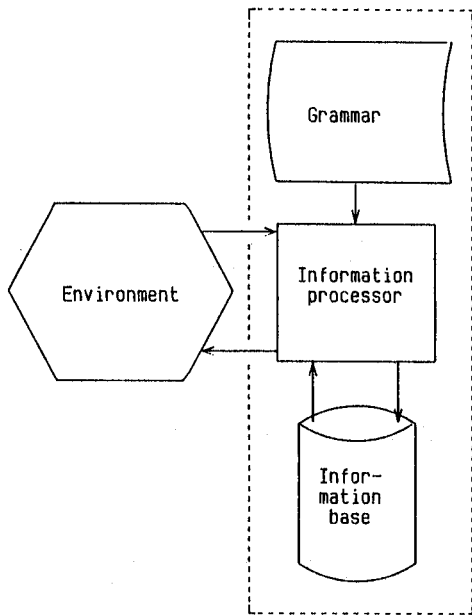 Grammar
Environment
Information
processor
Infor-
mation
base